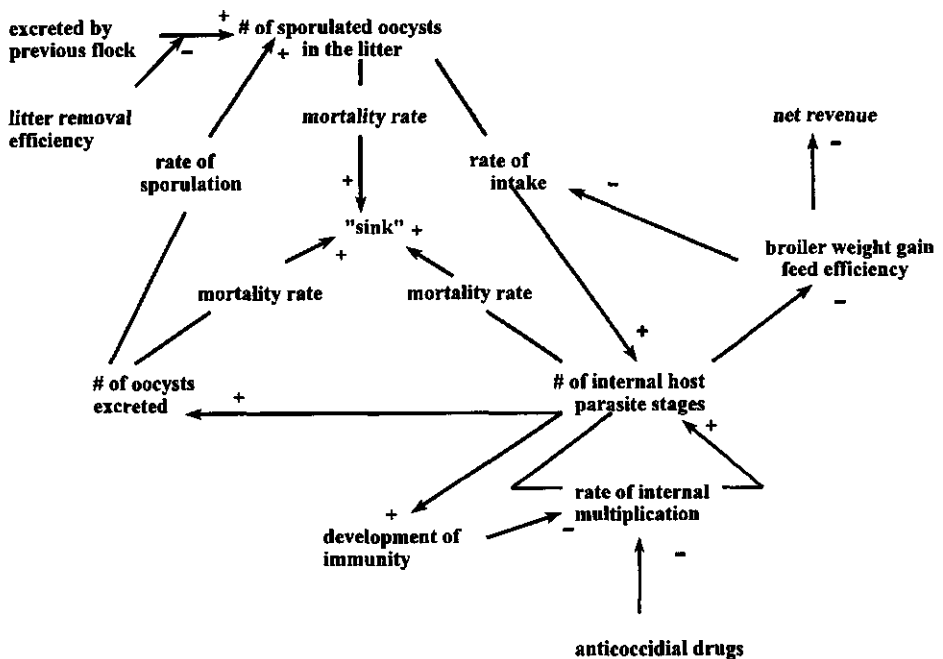 excreted by
previous flock
+
−
# of sporulated oocysts
in the litter
+
litter removal
efficiency
mortality rate
net revenue
−
rate of
sporulation
rate of
intake
−
+
"sink" +
+
broiler weight gain
feed efficiency
−
mortality rate
mortality rate
+
# of oocysts
excreted
+
# of internal host
parasite stages
+
rate of internal
multiplication
+
development of
immunity
−
−
anticoccidial drugs